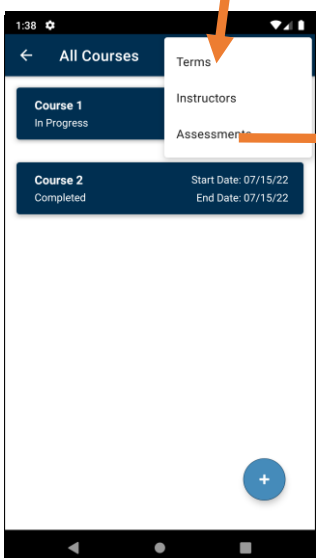 1:38
All Courses
Terms
Instructors
Assessments
Course 1
In Progress
Course 2
Completed
Start Date: 07/15/22
End Date: 07/15/22
+